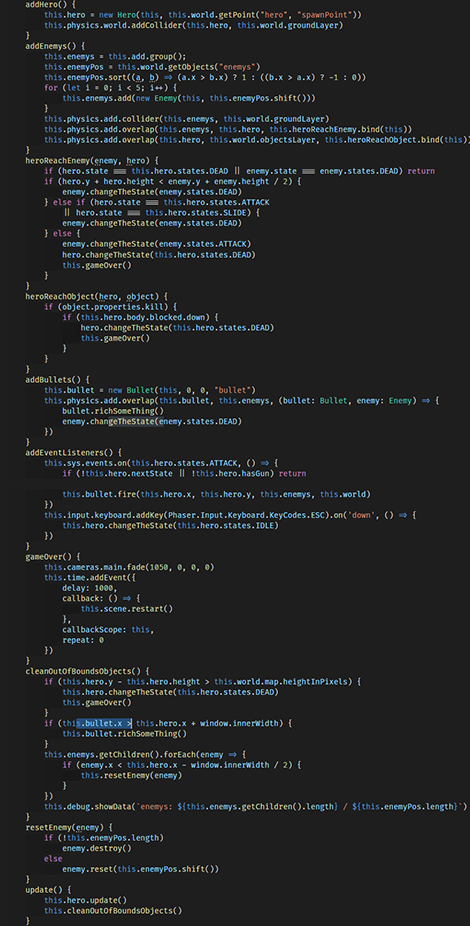 addHero() {
this.hero = new Hero(this, this.world.getPoint("hero", "spawnPoint"))
this.physics.world.addCollider(this.hero, this.world.groundLayer)
}
addEnemys() {
this.enemys = this.add.group();
this.enemyPos = this.world.getObjects("enemys")
this.enemyPos.sort((a, b) => (a.x > b.x) ? 1 : ((b.x > a.x) ? -1 : 0))
for (let i = 0; i < 5; i++) {
this.enemys.add(new Enemy(this, this.enemyPos.shift()))
}
this.physics.add.collider(this.enemys, this.world.groundLayer)
this.physics.add.overlap(this.enemys, this.hero, this.heroReachEnemy.bind(this))
this.physics.add.overlap(this.hero, this.world.objectsLayer, this.heroReachObject.bind(this))
}
heroReachEnemy(enemy, hero) {
if (hero.state === this.hero.states.DEAD || enemy.state === enemy.states.DEAD) return
if (hero.y + hero.height < enemy.y + enemy.height / 2) {
enemy.changeTheState(enemy.states.DEAD)
} else if (hero.state === this.hero.states.ATTACK
|| hero.state === this.hero.states.SLIDE) {
enemy.changeTheState(enemy.states.DEAD)
} else {
enemy.changeTheState(enemy.states.ATTACK)
hero.changeTheState(this.hero.states.DEAD)
this.gameOver()
}
}
heroReachObject(hero, object) {
if (object.properties.kill) {
if (this.hero.body.blocked.down) {
hero.changeTheState(this.hero.states.DEAD)
this.gameOver()
}
}
}
addBullets() {
this.bullet = new Bullet(this, 0, 0, "bullet")
this.physics.add.overlap(this.bullet, this.enemys, (bullet: Bullet, enemy: Enemy) => {
bullet.richSomeThing()
enemy.changeTheState(enemy.states.DEAD)
})
}
addEventListeners() {
this.sys.events.on(this.hero.states.ATTACK, () => {
if (!this.hero.nextState || !this.hero.hasGun) return
this.bullet.fire(this.hero.x, this.hero.y, this.enemys, this.world)
})
this.input.keyboard.addKey(Phaser.Input.Keyboard.KeyCodes.ESC).on('down', () => {
this.hero.changeTheState(this.hero.states.IDLE)
})
}
gameOver() {
this.cameras.main.fade(1050, 0, 0, 0)
this.time.addEvent({
delay: 1000,
callback: () => {
this.scene.restart()
},
callbackScope: this,
repeat: 0
})
}
cleanOutOfBoundsObjects() {
if (this.hero.y - this.hero.height > this.world.map.heightInPixels) {
this.hero.changeTheState(this.hero.states.DEAD)
this.gameOver()
}
if (this.bullet.x > this.hero.x + window.innerWidth) {
this.bullet.richSomeThing()
}
this.enemys.getChildren().forEach(enemy => {
if (enemy.x < this.hero.x - window.innerWidth / 2) {
this.resetEnemy(enemy)
}
})
this.debug.showData(`enemys: ${this.enemys.getChildren().length} / ${this.enemyPos.length}`)
}
resetEnemy(enemy) {
if (!this.enemyPos.length)
enemy.destroy()
else
enemy.reset(this.enemyPos.shift())
}
update() {
this.hero.update()
this.cleanOutOfBoundsObjects()
}